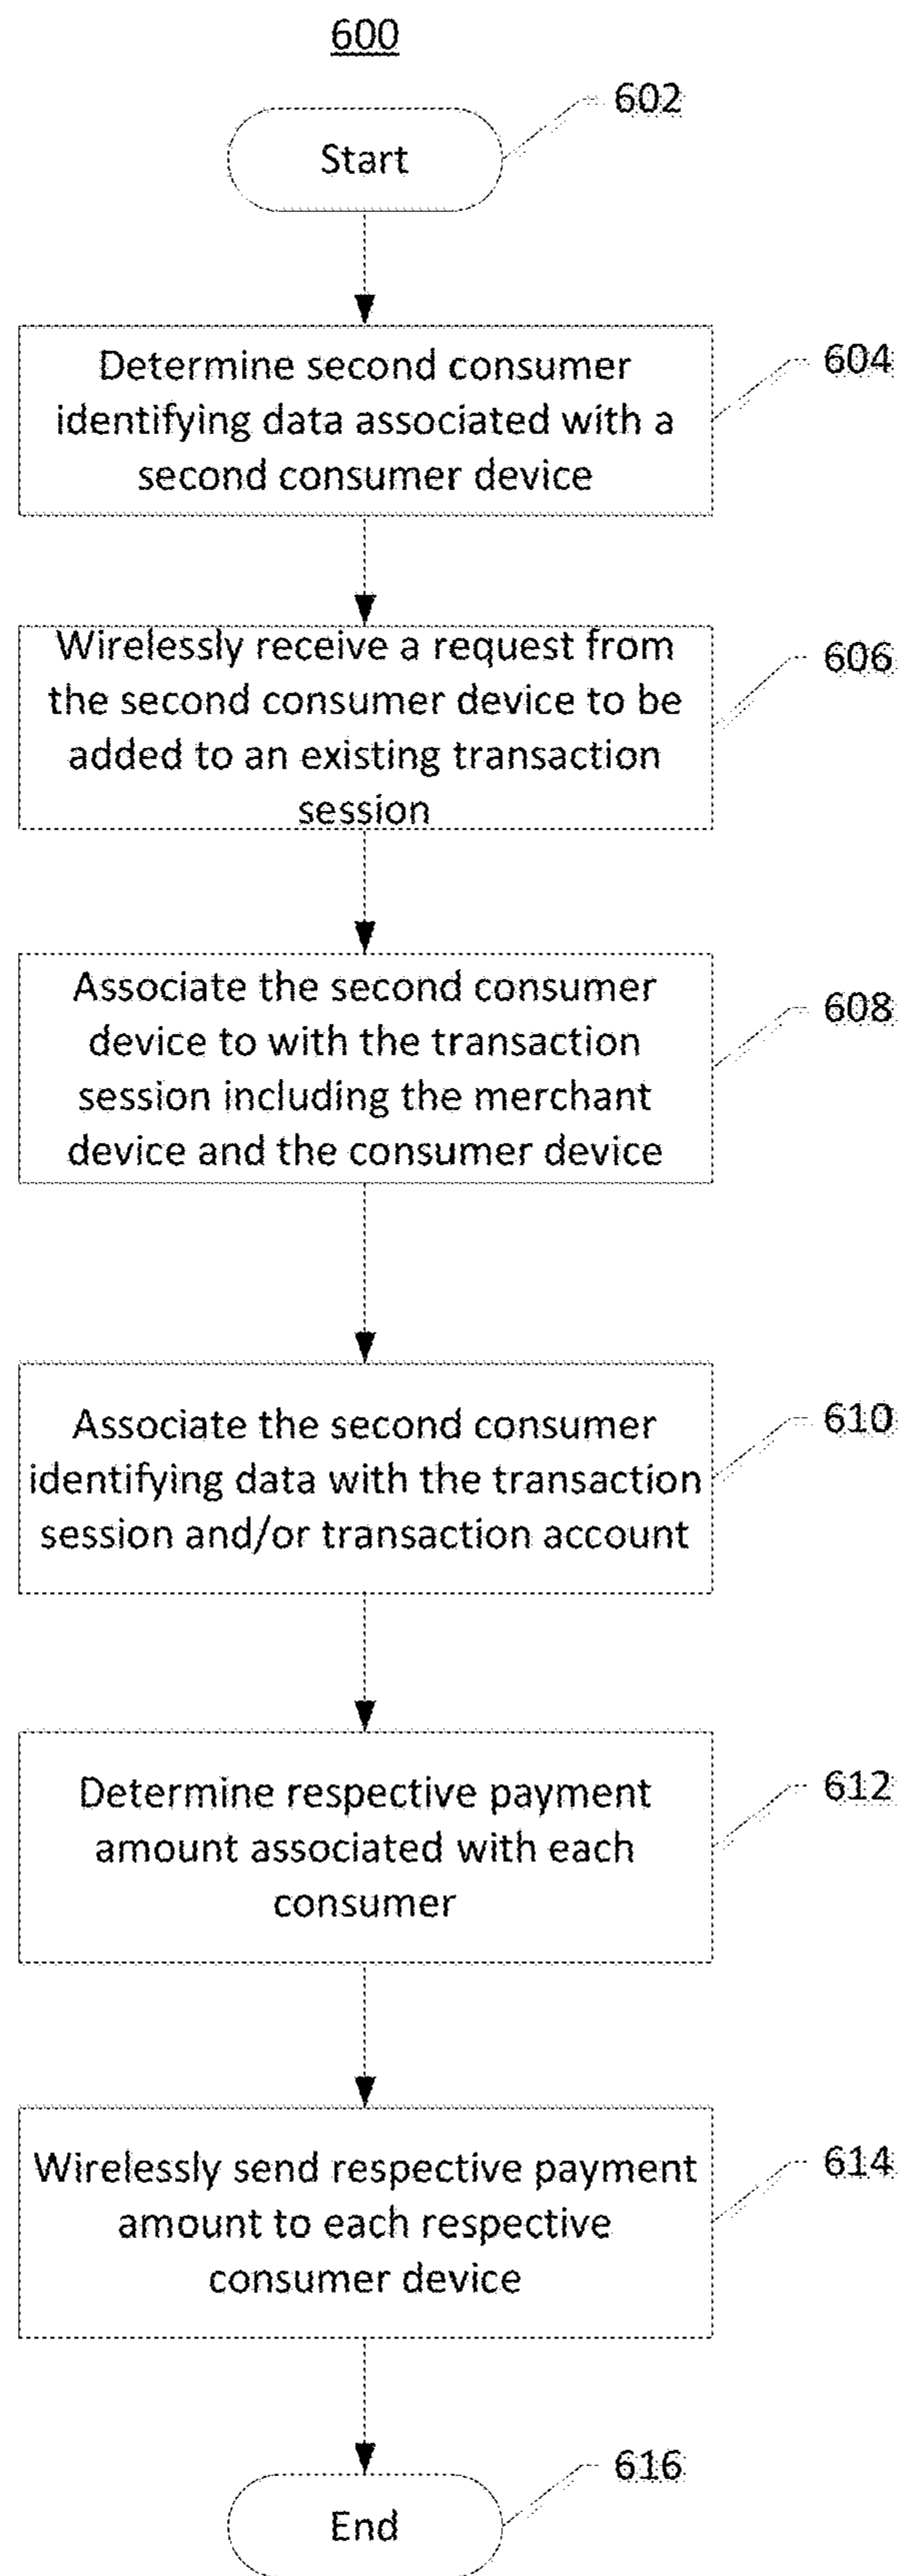 600
602
Start
604
Determine second consumer
identifying data associated with a
second consumer device
606
Wirelessly receive a request from
the second consumer device to be
added to an existing transaction
session
608
Associate the second consumer
device to with the transaction
session including the merchant
device and the consumer device
610
Associate the second consumer
identifying data with the transaction
session and/or transaction account
612
Determine respective payment
amount associated with each
consumer
614
Wirelessly send respective payment
amount to each respective
consumer device
616
End